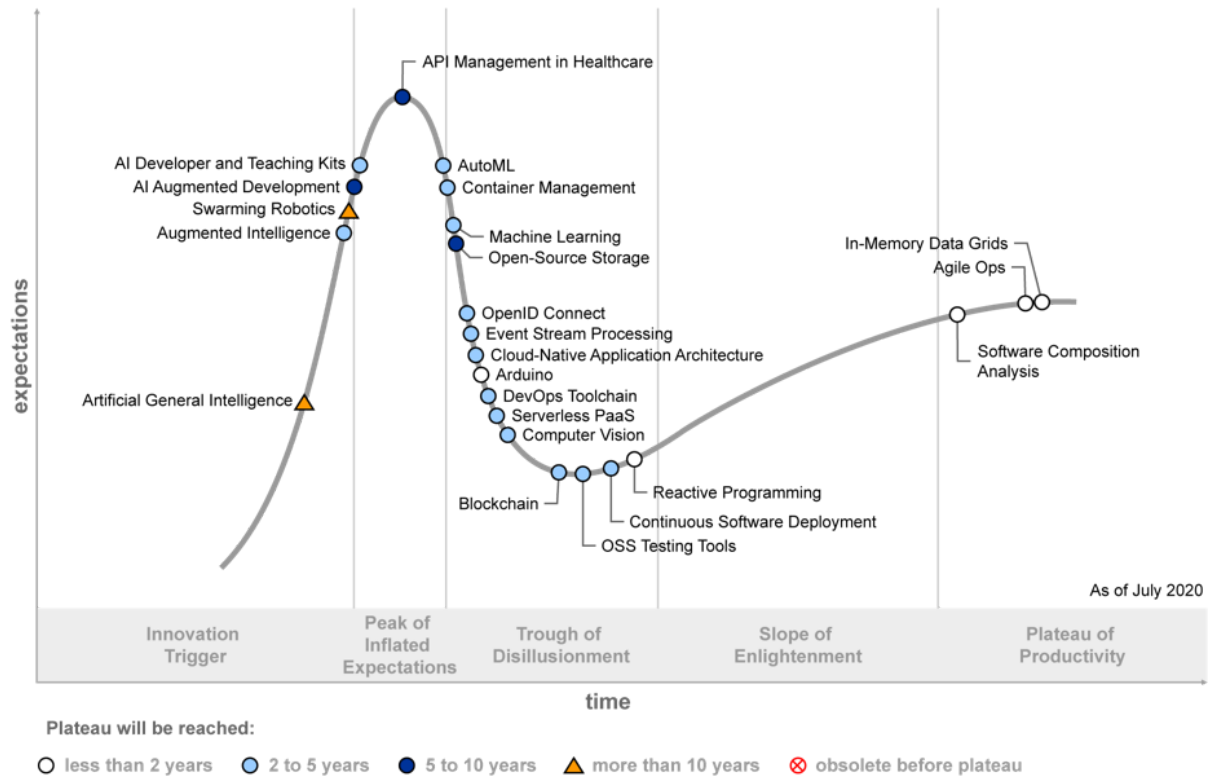 API Management in Healthcare
AI Developer and Teaching Kits
AutoML
AI Augmented Development
Container Management
Swarming Robotics
Augmented Intelligence
Machine Learning
In-Memory Data Grids
Open-Source Storage
Agile Ops
OpenID Connect
Event Stream Processing
Cloud-Native Application Architecture
Software Composition
Analysis
Arduino
Artificial General Intelligence
DevOps Toolchain
Serverless PaaS
Computer Vision
Reactive Programming
Blockchain
Continuous Software Deployment
OSS Testing Tools
expectations
As of July 2020
Innovation
Trigger
Peak of
Inflated
Expectations
Trough of
Disillusionment
Slope of
Enlightenment
Plateau of
Productivity
time
Plateau will be reached:
less than 2 years
2 to 5 years
5 to 10 years
more than 10 years
obsolete before plateau